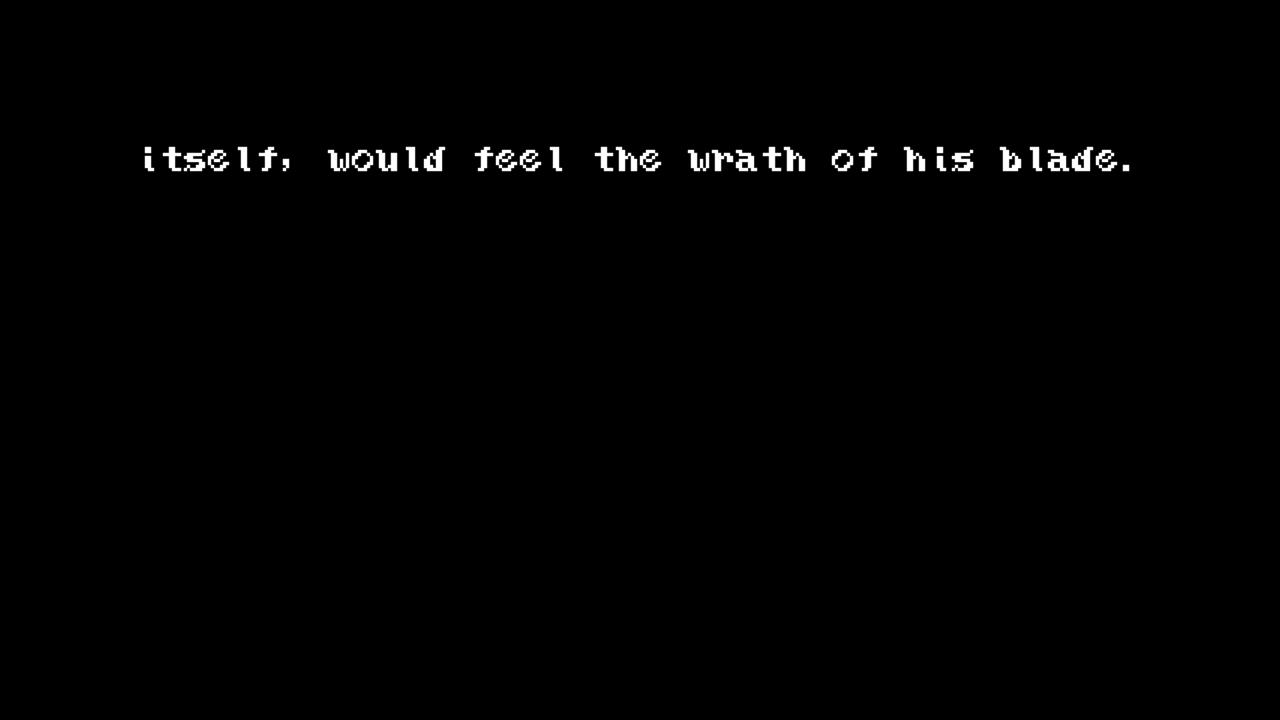 itself, would feel the wrath of his blade.